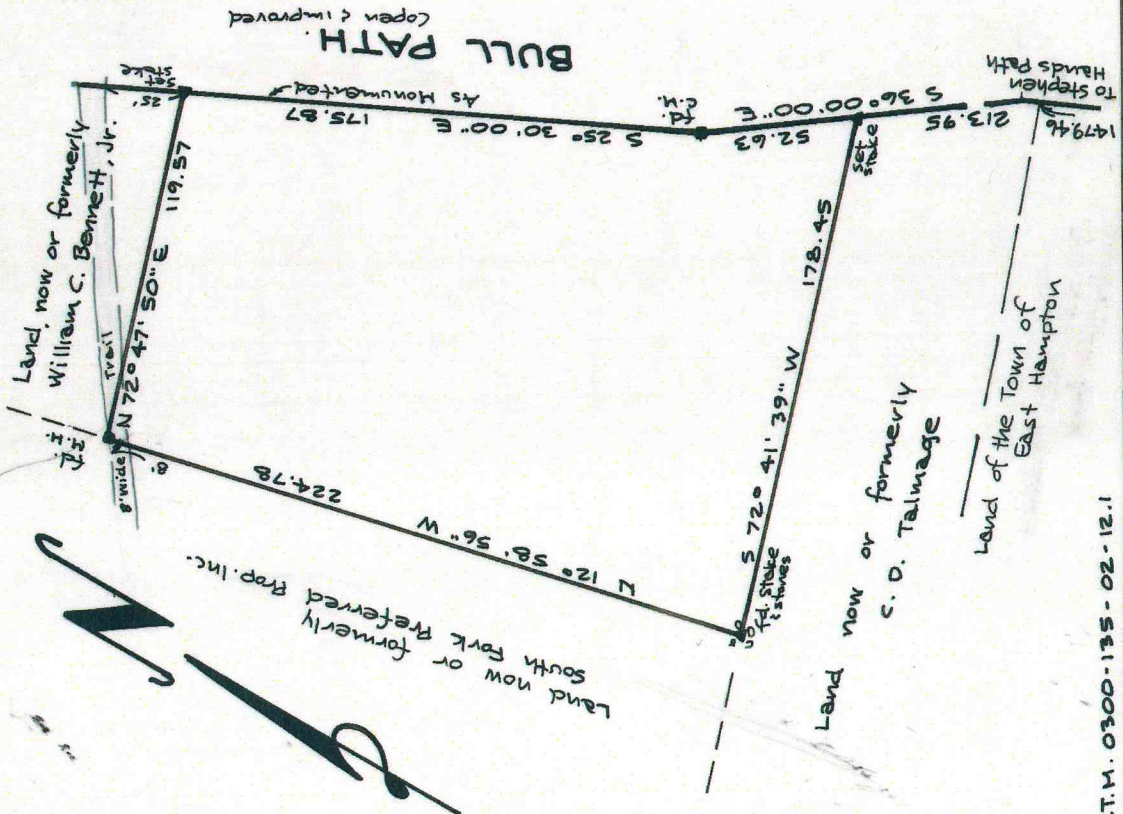 BULL PATH
(open & improved
Land now or formerly
William C. Bennett, Jr.
Trail
8' wide
8'
N 72° 47' 50" E
119.57
25'
Set
stake
As Monumented
175.87
S 25° 30' 00" E
fd.
C.M.
52.63
S 36° 00' 00" E
213.95
Set
stake
To Stephen
Hands Path
1479.46
178.45
S 72° 41' 39" W
fd. Stake
& stones
224.78
N 12° 58' 56" W
Land now or formerly
South Fork Preferred Prop. Inc.
Land now or formerly
C. D. Talmage
Land of the Town of
East Hampton
N
.T.M. 0300-135-02-12.1